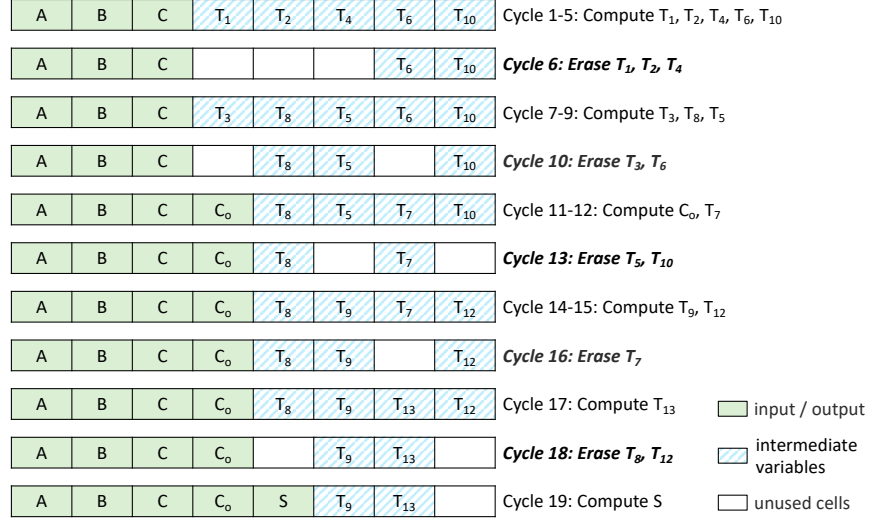 A B C T₁ T₂ T₄ T₆ T₁₀ Cycle 1-5: Compute T₁, T₂, T₄, T₆, T₁₀
A B C T₆ T₁₀ Cycle 6: Erase T₁, T₂, T₄
A B C T₃ T₈ T₅ T₆ T₁₀ Cycle 7-9: Compute T₃, T₈, T₅
A B C T₈ T₅ T₁₀ Cycle 10: Erase T₃, T₆
A B C Cₒ T₈ T₅ T₇ T₁₀ Cycle 11-12: Compute Cₒ, T₇
A B C Cₒ T₈ T₇ Cycle 13: Erase T₅, T₁₀
A B C Cₒ T₈ T₉ T₇ T₁₂ Cycle 14-15: Compute T₉, T₁₂
A B C Cₒ T₈ T₉ T₁₂ Cycle 16: Erase T₇
A B C Cₒ T₈ T₉ T₁₃ T₁₂ Cycle 17: Compute T₁₃
A B C Cₒ T₉ T₁₃ Cycle 18: Erase T₈, T₁₂
A B C Cₒ S T₉ T₁₃ Cycle 19: Compute S
input / output
intermediate
variables
unused cells